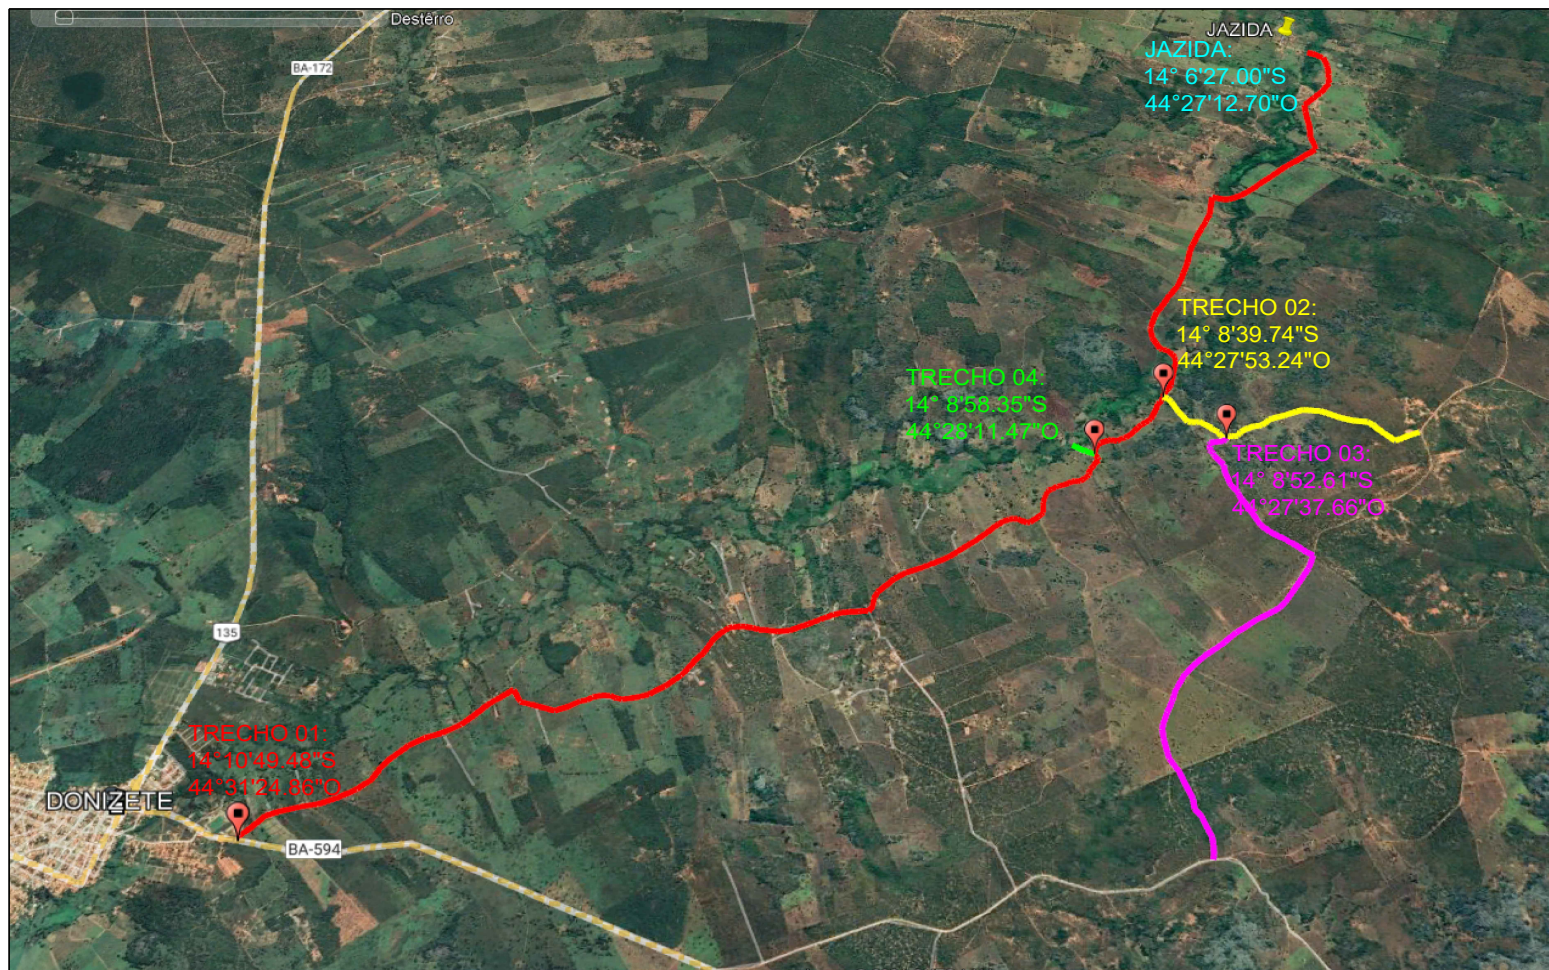 Destêrro
JAZIDA
BA-172
JAZIDA:
14° 6'27.00"S
44°27'12.70"O
TRECHO 02:
14° 8'39.74"S
44°27'53.24"O
TRECHO 04:
14° 8'58.35"S
44°28'11.47"O
TRECHO 03:
14° 8'52.61"S
44°27'37.66"O
135
TRECHO 01:
14°10'49.48"S
44°31'24.86"O
DONIZETE
BA-594